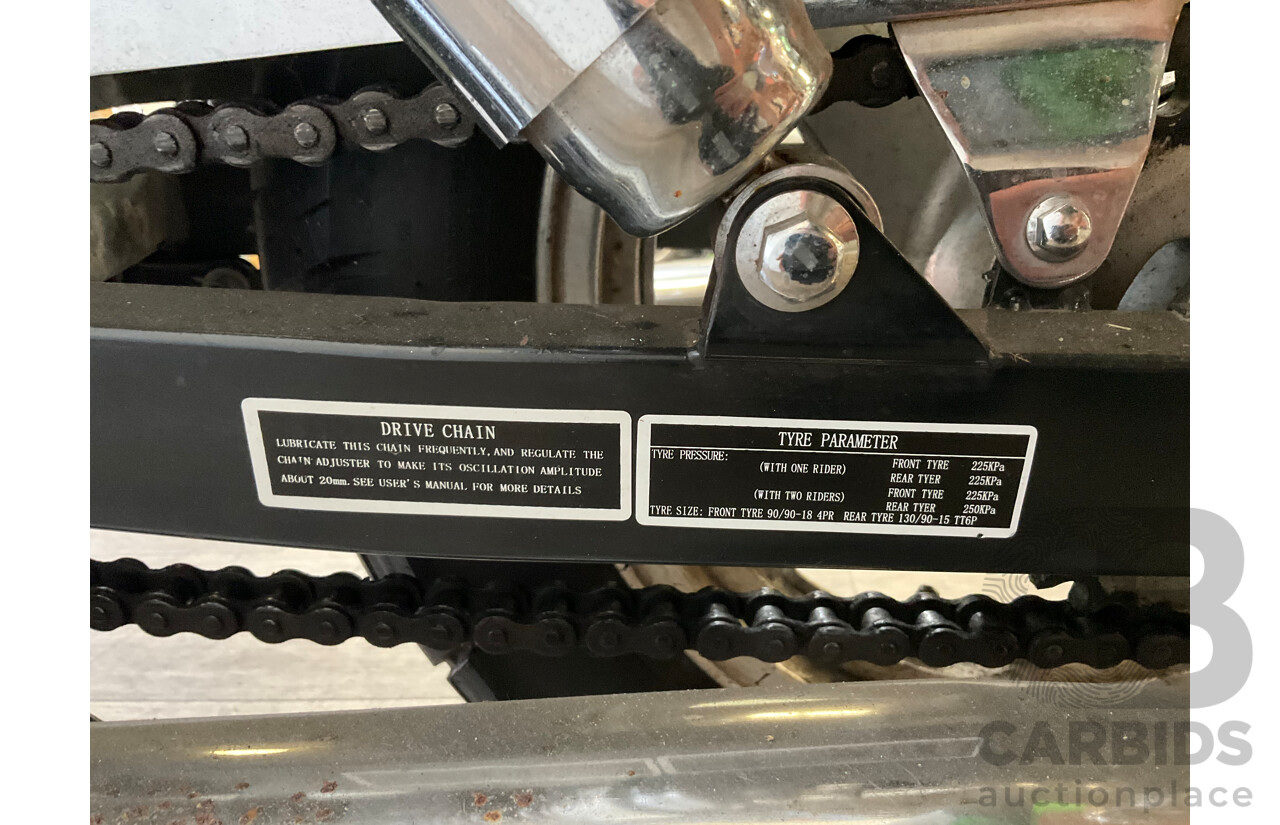 DRIVE CHAIN
LUBRICATE THIS CHAIN FREQUENTLY, AND REGULATE THE
CHAIN ADJUSTER TO MAKE ITS OSCILLATION AMPLITUDE
ABOUT 20mm. SEE USER'S MANUAL FOR MORE DETAILS
TYRE PARAMETER
TYRE PRESSURE:
(WITH ONE RIDER) FRONT TYRE 225KPa
REAR TYER 225KPa
(WITH TWO RIDERS) FRONT TYRE 225KPa
REAR TYER 250KPa
TYRE SIZE: FRONT TYRE 90/90-18 4PR REAR TYRE 130/90-15 TT6P
B
CARBIDS
auctionplace